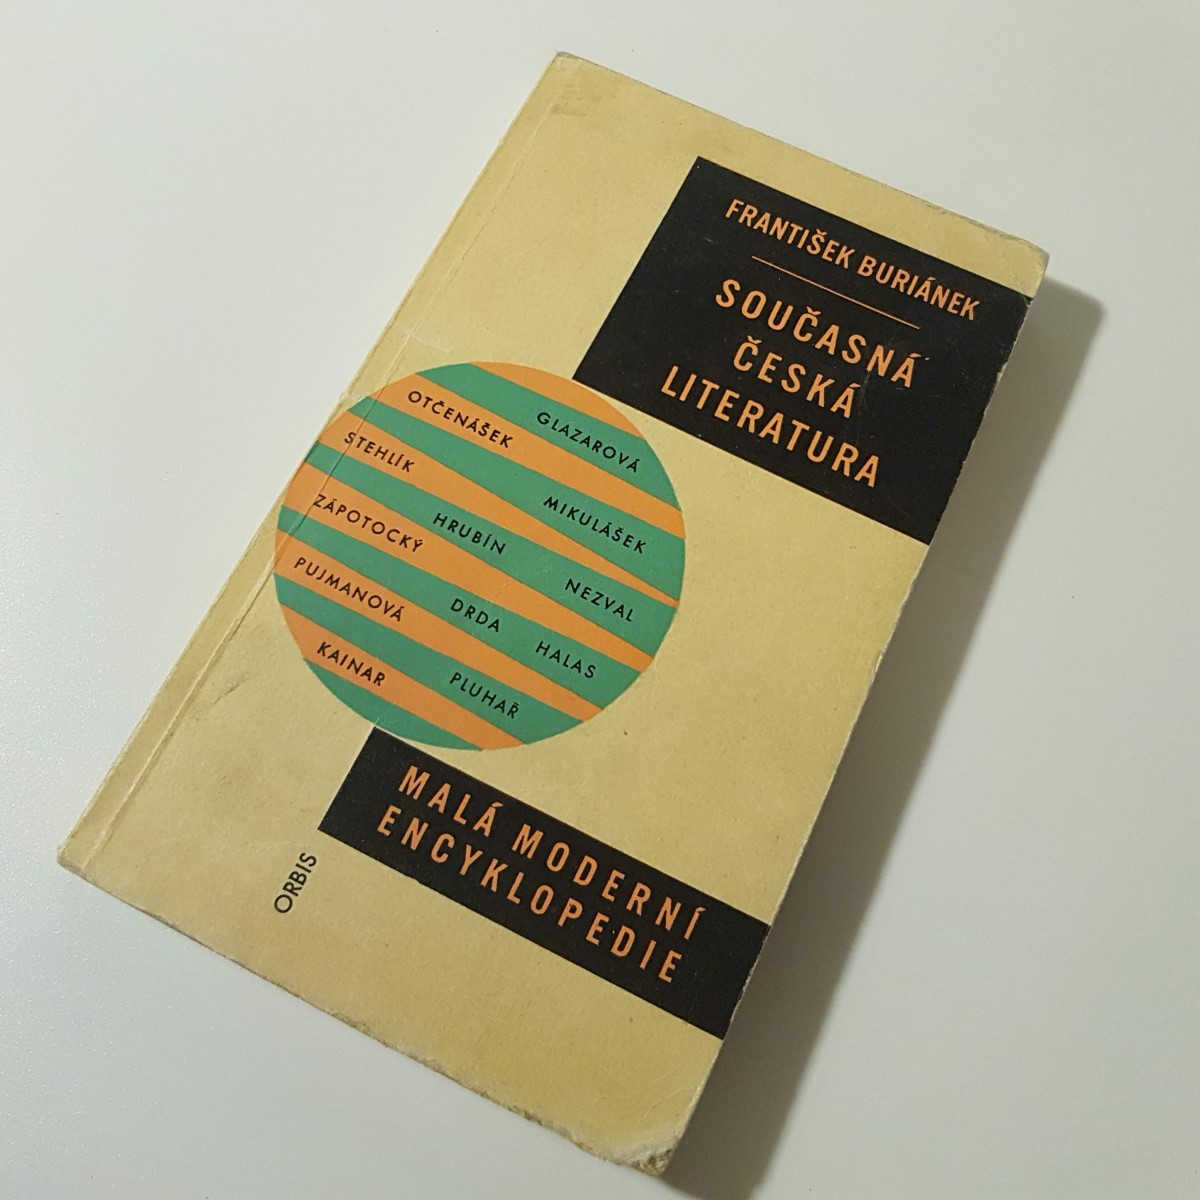 FRANTIŠEK BURIÁNEK
SOUČASNÁ
ČESKÁ
LITERATURA
GLAZAROVÁ
OTČENÁŠEK
MIKULÁŠEK
STEHLÍK
HRUBÍN
NEZVAL
ZÁPOTOCKÝ
DRDA
HALAS
PUJMANOVÁ
PLUHAŘ
KAINAR
MALÁ MODERNÍ
ENCYKLOPEDIE
ORBIS